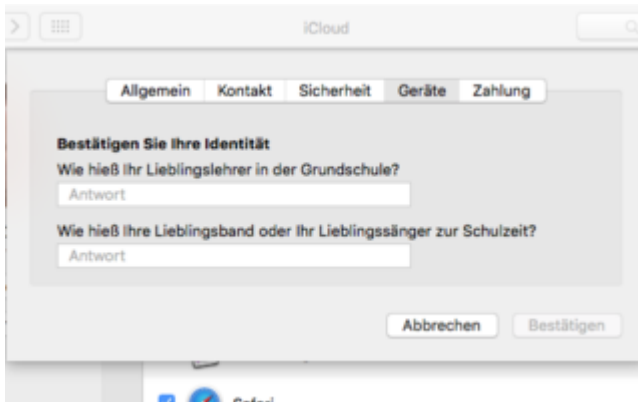 iCloud
Allgemein Kontakt Sicherheit Geräte Zahlung
Bestätigen Sie Ihre Identität
Wie hieß Ihr Lieblingslehrer in der Grundschule?
Antwort
Wie hieß Ihre Lieblingsband oder Ihr Lieblingssänger zur Schulzeit?
Antwort
Abbrechen Bestätigen
Safari